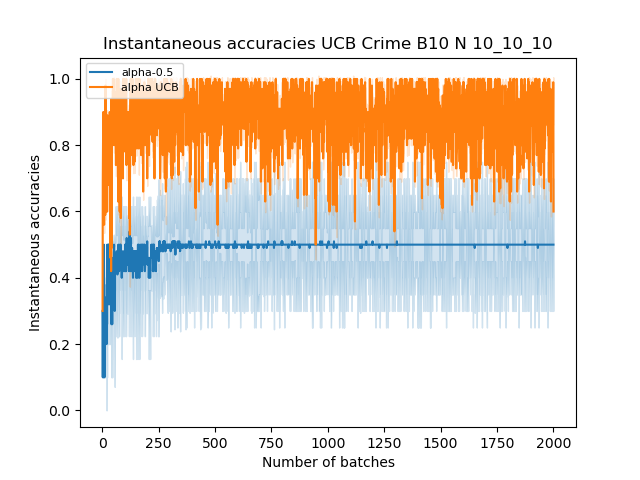 Instantaneous accuracies UCB Crime B10 N 10_10_10
alpha-0.5
alpha UCB
Instantaneous accuracies
1.0
0.8
0.6
0.4
0.2
0.0
0 250 500 750 1000 1250 1500 1750 2000
Number of batches